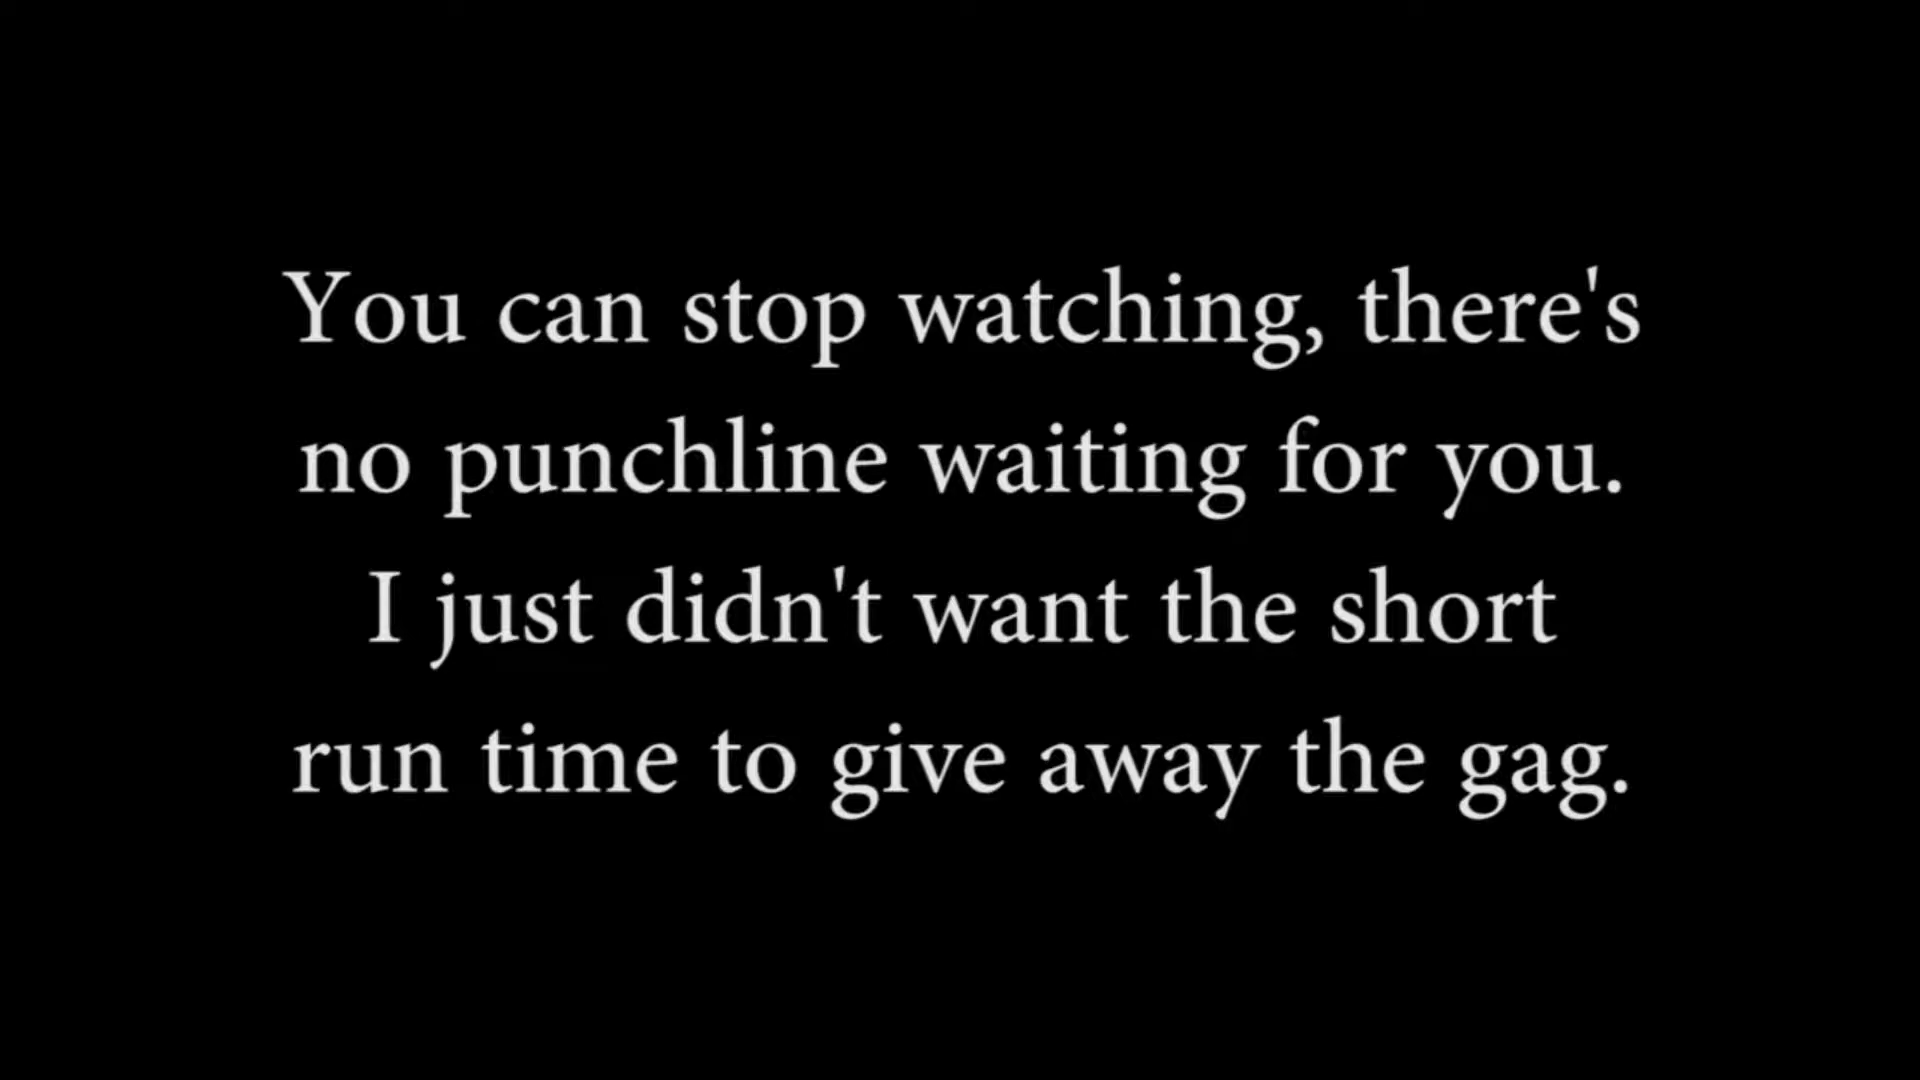 You can stop watching, there's
no punchline waiting for you.
I just didn't want the short
run time to give away the gag.